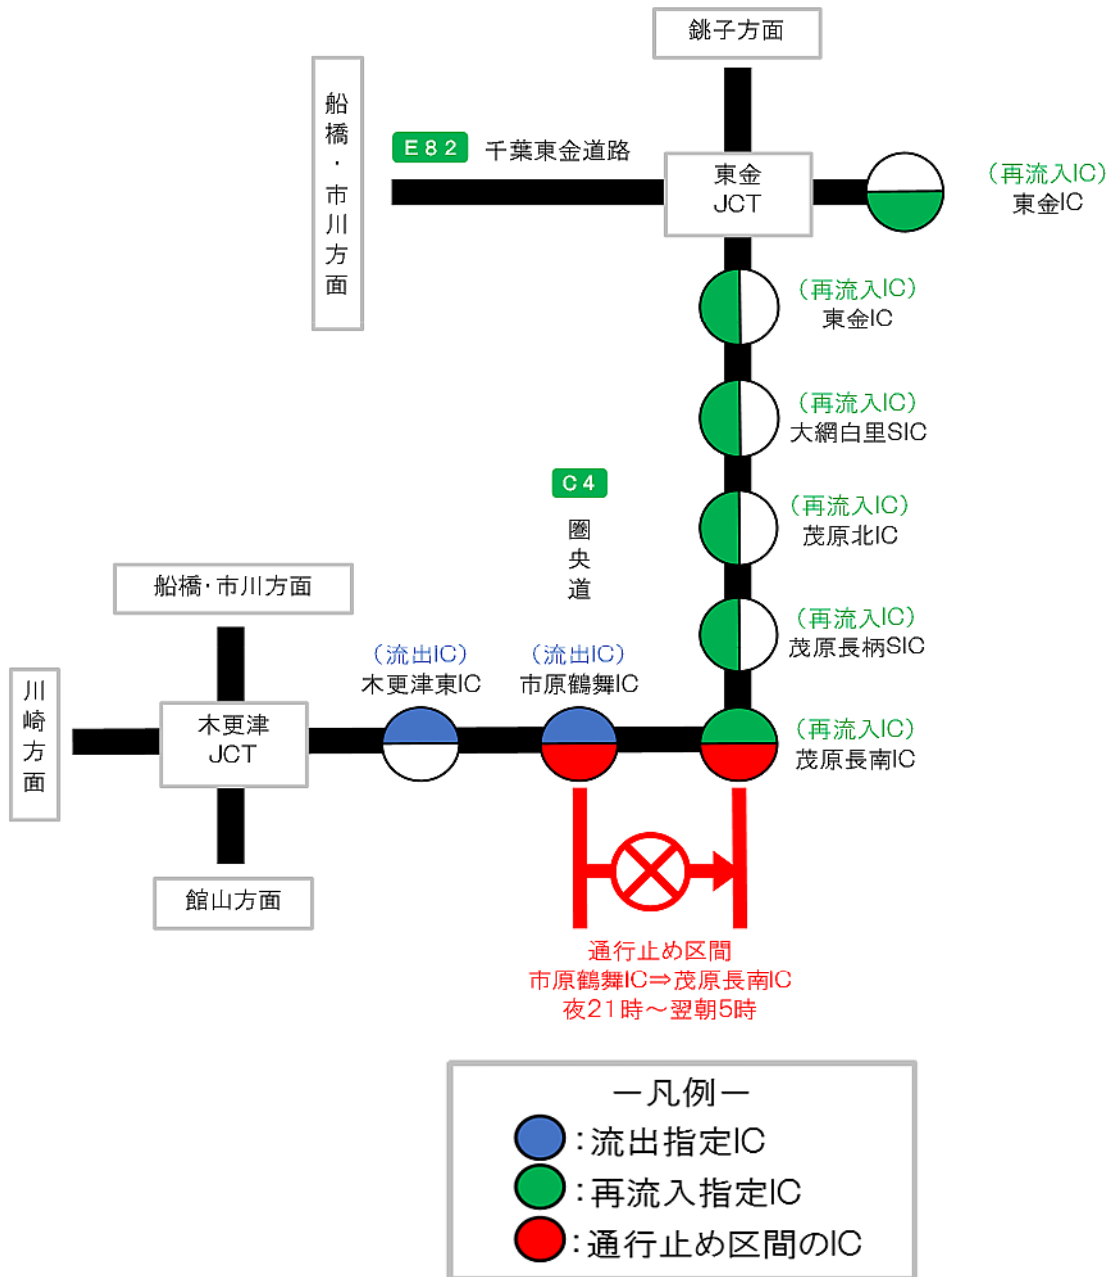 銚子方面
船橋・市川方面
E82 千葉東金道路
東金
JCT
(再流入IC)
東金IC
(再流入IC)
東金IC
(再流入IC)
大網白里SIC
C4
圏央道
(再流入IC)
茂原北IC
船橋・市川方面
(再流入IC)
茂原長柄SIC
川崎方面
木更津
JCT
(流出IC)
木更津東IC
(流出IC)
市原鶴舞IC
(再流入IC)
茂原長南IC
館山方面
通行止め区間
市原鶴舞IC⇒茂原長南IC
夜21時～翌朝5時
－凡例－
：流出指定IC
：再流入指定IC
：通行止め区間のIC